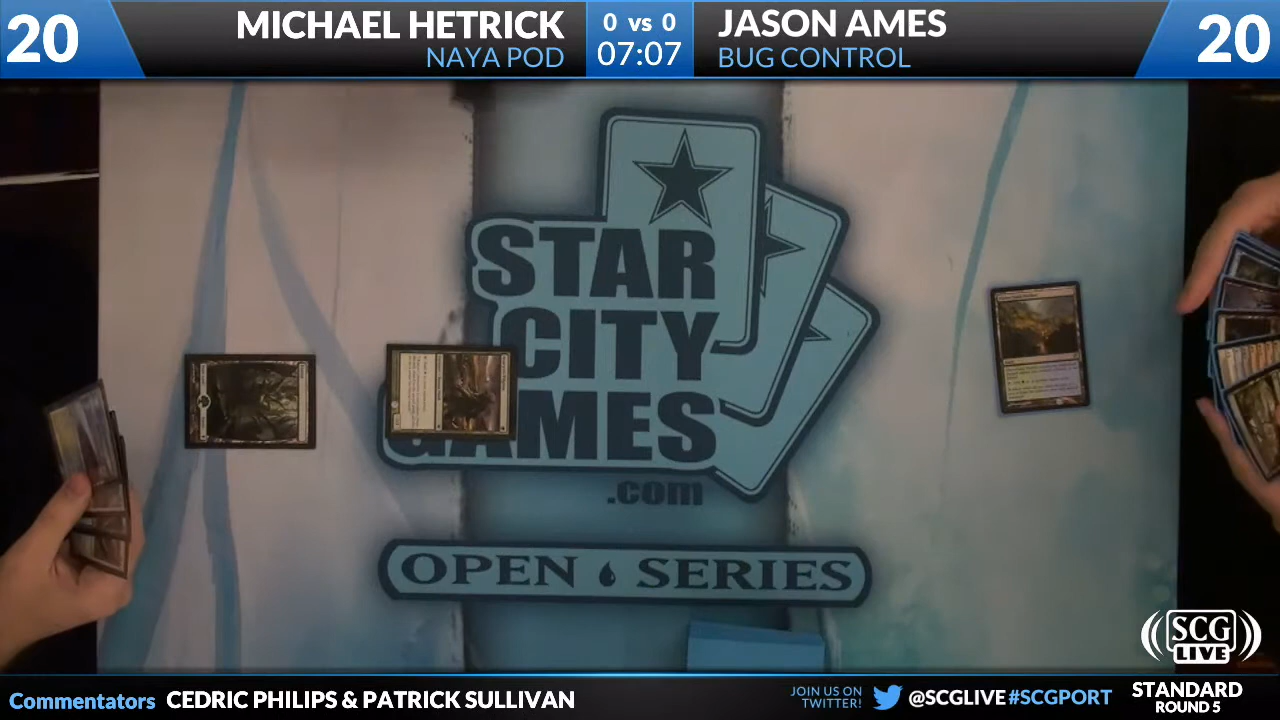 20
MICHAEL HETRICK
NAYA POD
0 vs 0
07:07
JASON AMES
BUG CONTROL
20
STAR
CITY
GAMES
.com
OPEN SERIES
SCG
LIVE
Commentators CEDRIC PHILIPS & PATRICK SULLIVAN
JOIN US ON
TWITTER!
@SCGLIVE #SCGPORT
STANDARD
ROUND 5